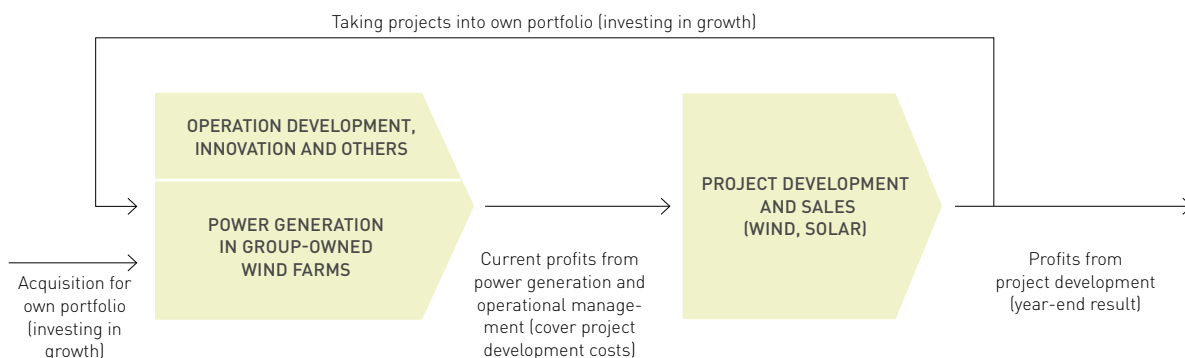 Taking projects into own portfolio (investing in growth)
OPERATION DEVELOPMENT,
INNOVATION AND OTHERS
POWER GENERATION
IN GROUP-OWNED
WIND FARMS
PROJECT DEVELOPMENT
AND SALES
(WIND, SOLAR)
Acquisition for
own portfolio
(investing in
growth)
Current profits from
power generation and
operational manage-
ment (cover project
development costs)
Profits from
project development
(year-end result)